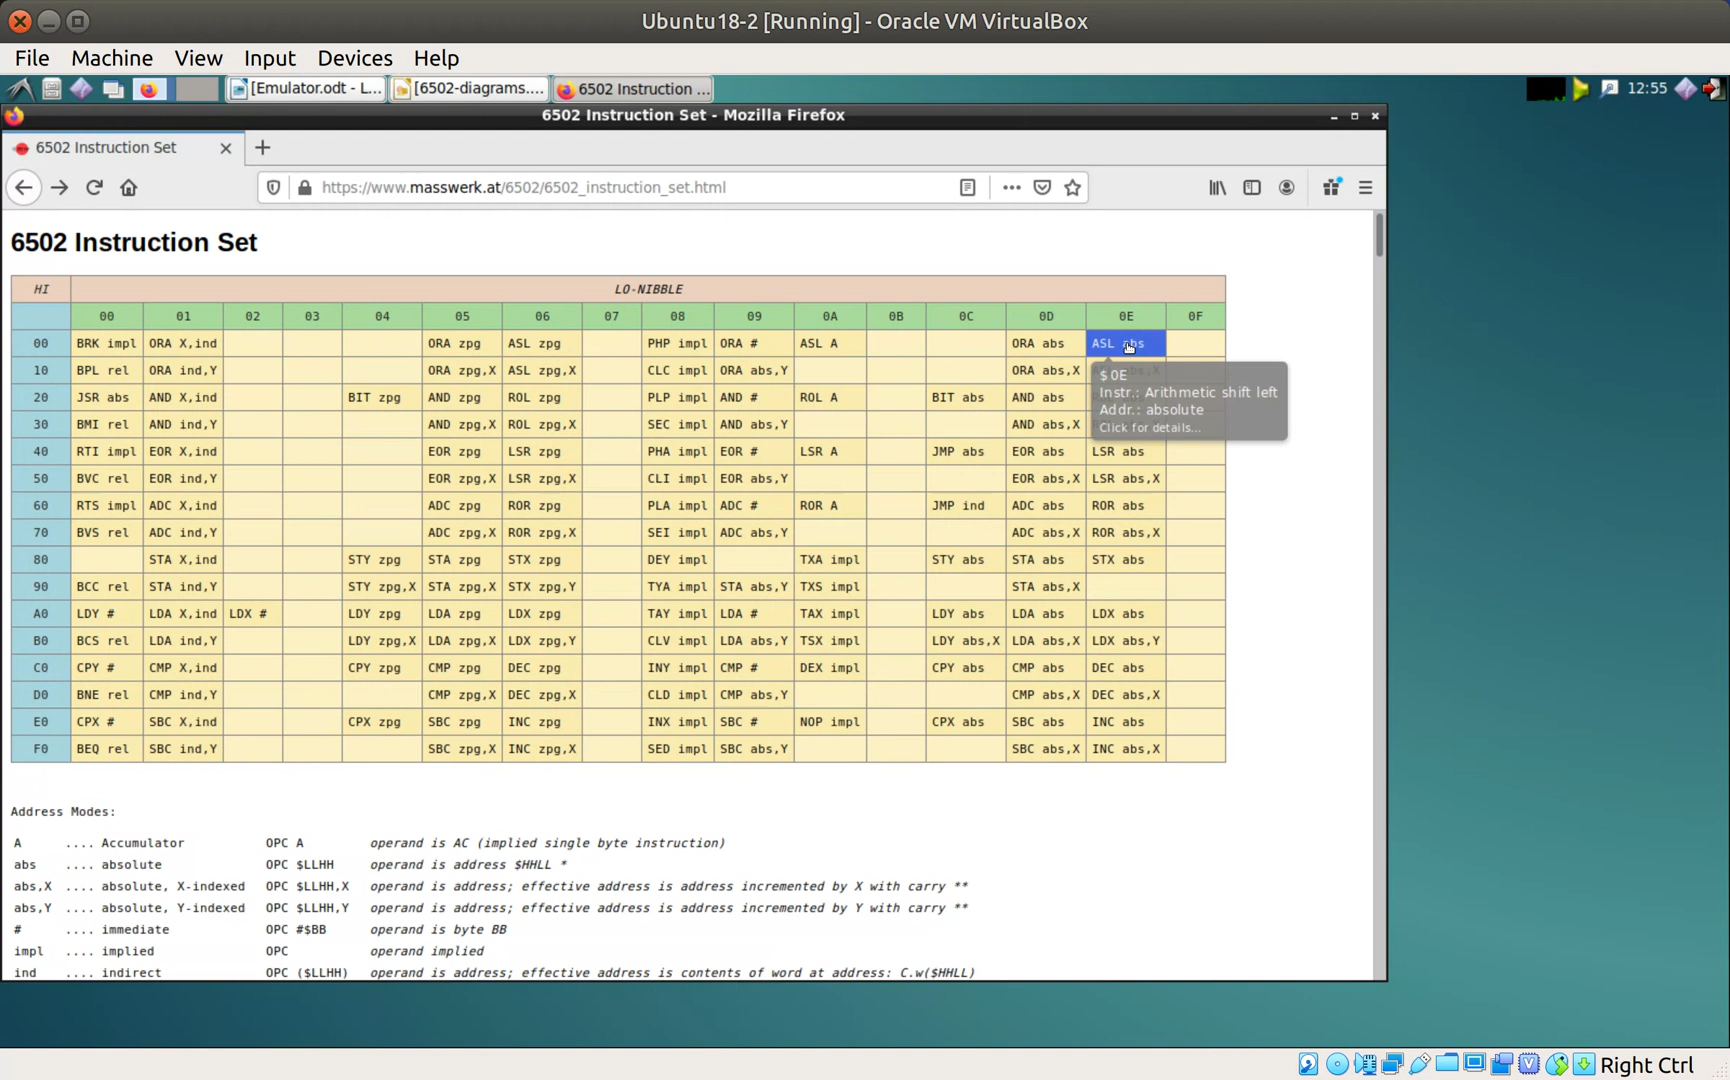 Ubuntu18-2 [Running] - Oracle VM VirtualBox
File Machine View Input Devices Help
[Emulator.odt - L... [6502-diagrams.... 6502 Instruction ... 12:55
6502 Instruction Set - Mozilla Firefox
6502 Instruction Set
https://www.masswerk.at/6502/6502_instruction_set.html
6502 Instruction Set
HI LO-NIBBLE
00 01 02 03 04 05 06 07 08 09 0A 0B 0C 0D 0E 0F
00 BRK impl ORA X,ind ORA zpg ASL zpg PHP impl ORA # ASL A ORA abs ASL abs
10 BPL rel ORA ind,Y ORA zpg,X ASL zpg,X CLC impl ORA abs,Y ORA abs,X
$0E
Instr.: Arithmetic shift left
Addr.: absolute
Click for details...
20 JSR abs AND X,ind BIT zpg AND zpg ROL zpg PLP impl AND # ROL A BIT abs AND abs
30 BMI rel AND ind,Y AND zpg,X ROL zpg,X SEC impl AND abs,Y AND abs,X
40 RTI impl EOR X,ind EOR zpg LSR zpg PHA impl EOR # LSR A JMP abs EOR abs LSR abs
50 BVC rel EOR ind,Y EOR zpg,X LSR zpg,X CLI impl EOR abs,Y EOR abs,X LSR abs,X
60 RTS impl ADC X,ind ADC zpg ROR zpg PLA impl ADC # ROR A JMP ind ADC abs ROR abs
70 BVS rel ADC ind,Y ADC zpg,X ROR zpg,X SEI impl ADC abs,Y ADC abs,X ROR abs,X
80 STA X,ind STY zpg STA zpg STX zpg DEY impl TXA impl STY abs STA abs STX abs
90 BCC rel STA ind,Y STY zpg,X STA zpg,X STX zpg,Y TYA impl STA abs,Y TXS impl STA abs,X
A0 LDY # LDA X,ind LDX # LDY zpg LDA zpg LDX zpg TAY impl LDA # TAX impl LDY abs LDA abs LDX abs
B0 BCS rel LDA ind,Y LDY zpg,X LDA zpg,X LDX zpg,Y CLV impl LDA abs,Y TSX impl LDY abs,X LDA abs,X LDX abs,Y
C0 CPY # CMP X,ind CPY zpg CMP zpg DEC zpg INY impl CMP # DEX impl CPY abs CMP abs DEC abs
D0 BNE rel CMP ind,Y CMP zpg,X DEC zpg,X CLD impl CMP abs,Y CMP abs,X DEC abs,X
E0 CPX # SBC X,ind CPX zpg SBC zpg INC zpg INX impl SBC # NOP impl CPX abs SBC abs INC abs
F0 BEQ rel SBC ind,Y SBC zpg,X INC zpg,X SED impl SBC abs,Y SBC abs,X INC abs,X
Address Modes:
A .... Accumulator OPC A operand is AC (implied single byte instruction)
abs .... absolute OPC $LLHH operand is address $HHLL *
abs,X .... absolute, X-indexed OPC $LLHH,X operand is address; effective address is address incremented by X with carry **
abs,Y .... absolute, Y-indexed OPC $LLHH,Y operand is address; effective address is address incremented by Y with carry **
# .... immediate OPC #$BB operand is byte BB
impl .... implied OPC operand implied
ind .... indirect OPC ($LLHH) operand is address; effective address is contents of word at address: C.w($HHLL)
Right Ctrl